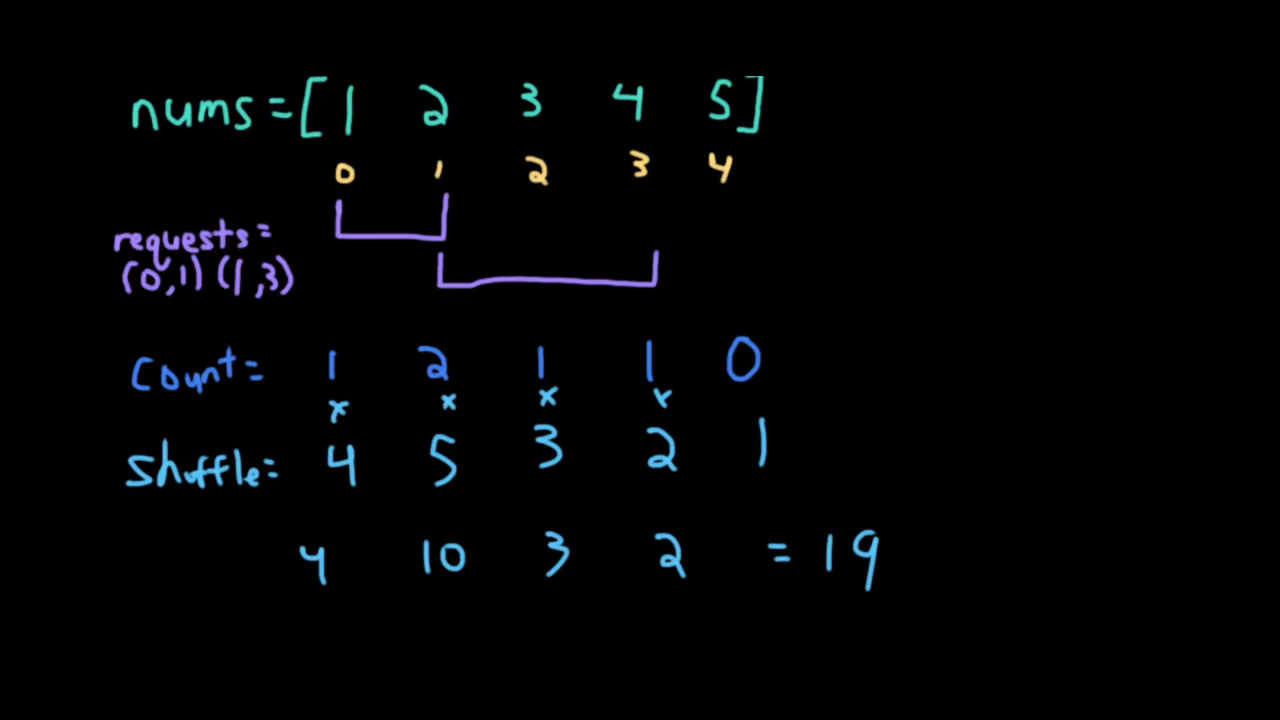 nums = [ 1 2 3 4 5 ]
0 1 2 3 4
requests =
(0,1) (1,3)
count = 1 2 1 1 0
x x x x
shuffle = 4 5 3 2 1
4 10 3 2 = 19